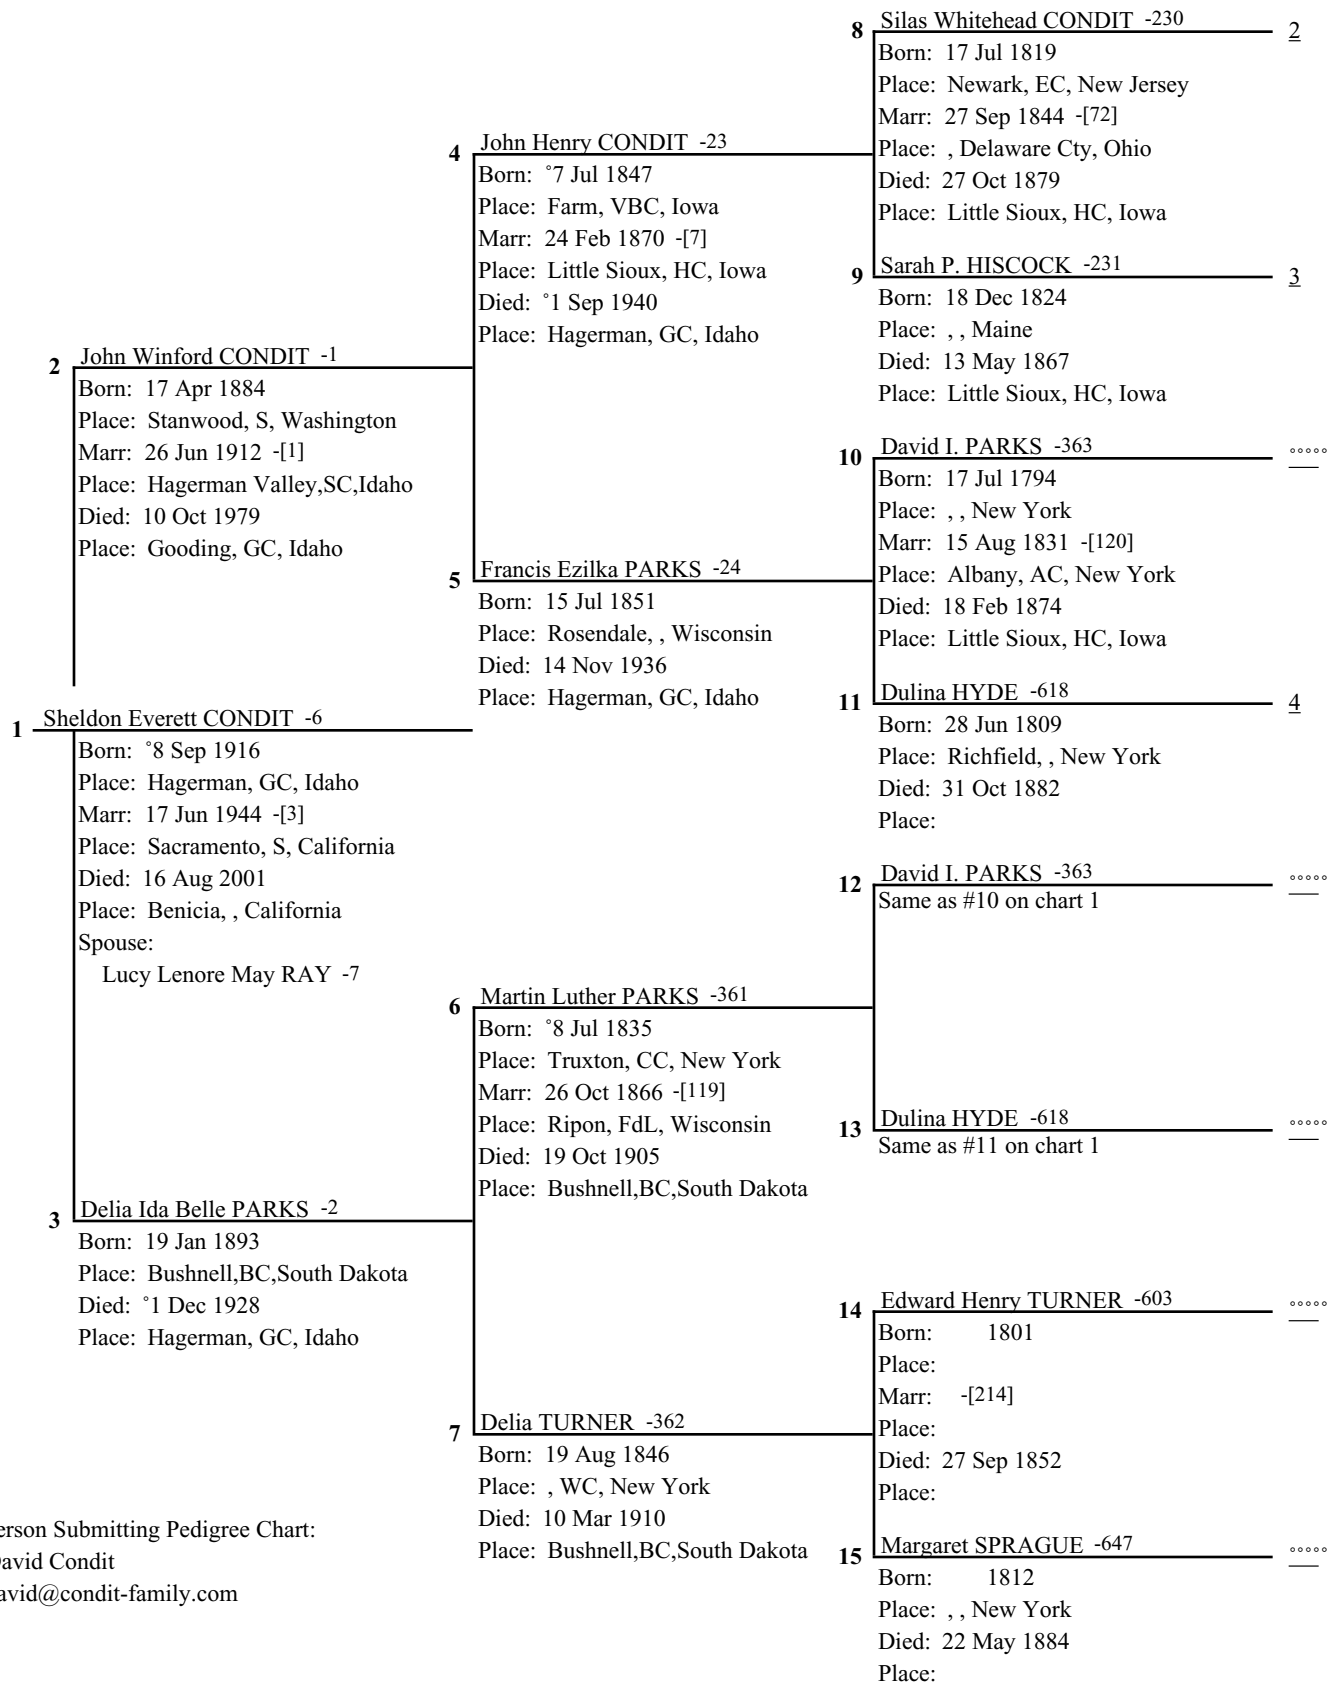 8 Silas Whitehead CONDIT -230 2
Born: 17 Jul 1819
Place: Newark, EC, New Jersey
Marr: 27 Sep 1844 -[72]
Place: , Delaware Cty, Ohio
Died: 27 Oct 1879
Place: Little Sioux, HC, Iowa
4 John Henry CONDIT -23
Born: °7 Jul 1847
Place: Farm, VBC, Iowa
Marr: 24 Feb 1870 -[7]
Place: Little Sioux, HC, Iowa
Died: °1 Sep 1940
Place: Hagerman, GC, Idaho
9 Sarah P. HISCOCK -231 3
Born: 18 Dec 1824
Place: , , Maine
Died: 13 May 1867
Place: Little Sioux, HC, Iowa
2 John Winford CONDIT -1
Born: 17 Apr 1884
Place: Stanwood, S, Washington
Marr: 26 Jun 1912 -[1]
Place: Hagerman Valley,SC,Idaho
Died: 10 Oct 1979
Place: Gooding, GC, Idaho
10 David I. PARKS -363 °°°°°
Born: 17 Jul 1794
Place: , , New York
Marr: 15 Aug 1831 -[120]
Place: Albany, AC, New York
Died: 18 Feb 1874
Place: Little Sioux, HC, Iowa
5 Francis Ezilka PARKS -24
Born: 15 Jul 1851
Place: Rosendale, , Wisconsin
Died: 14 Nov 1936
Place: Hagerman, GC, Idaho
11 Dulina HYDE -618 4
Born: 28 Jun 1809
Place: Richfield, , New York
Died: 31 Oct 1882
Place:
1 Sheldon Everett CONDIT -6
Born: °8 Sep 1916
Place: Hagerman, GC, Idaho
Marr: 17 Jun 1944 -[3]
Place: Sacramento, S, California
Died: 16 Aug 2001
Place: Benicia, , California
Spouse:
Lucy Lenore May RAY -7
12 David I. PARKS -363 °°°°°
Same as #10 on chart 1
6 Martin Luther PARKS -361
Born: °8 Jul 1835
Place: Truxton, CC, New York
Marr: 26 Oct 1866 -[119]
Place: Ripon, FdL, Wisconsin
Died: 19 Oct 1905
Place: Bushnell,BC,South Dakota
13 Dulina HYDE -618 °°°°°
Same as #11 on chart 1
3 Delia Ida Belle PARKS -2
Born: 19 Jan 1893
Place: Bushnell,BC,South Dakota
Died: °1 Dec 1928
Place: Hagerman, GC, Idaho
14 Edward Henry TURNER -603 °°°°°
Born: 1801
Place:
Marr: -[214]
Place:
Died: 27 Sep 1852
Place:
7 Delia TURNER -362
Born: 19 Aug 1846
Place: , WC, New York
Died: 10 Mar 1910
Place: Bushnell,BC,South Dakota
15 Margaret SPRAGUE -647 °°°°°
Born: 1812
Place: , , New York
Died: 22 May 1884
Place:
erson Submitting Pedigree Chart:
avid Condit
avid@condit-family.com